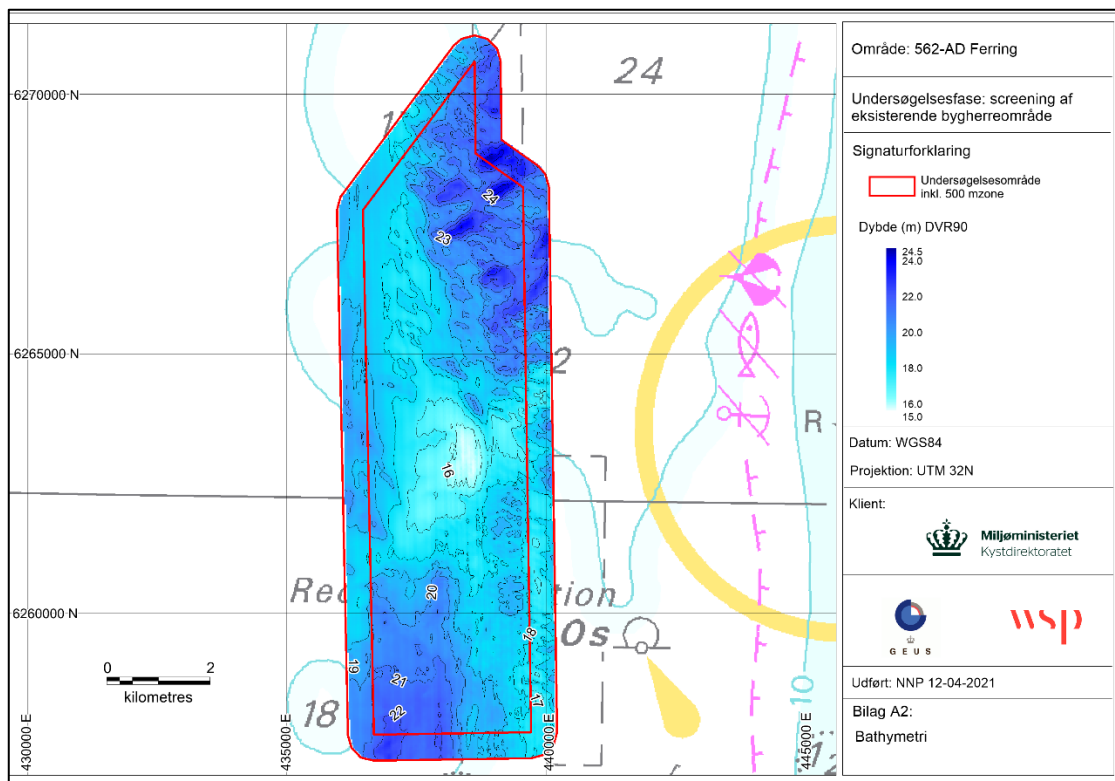 6270000 N
6265000 N
6260000 N
430000 E
435000 E
440000 E
445000 E
24
24
23
16
20
19
18
21
22
17
18
10
Os
R
0 2
kilometres
Område: 562-AD Ferring
Undersøgelsesfase: screening af
eksisterende bygherreområde
Signaturforklaring
Undersøgelsesområde
inkl. 500 mzone
Dybde (m) DVR90
24.5
24.0
22.0
20.0
18.0
16.0
15.0
Datum: WGS84
Projektion: UTM 32N
Klient:
Miljøministeriet
Kystdirektoratet
GEUS
wsp
Udført: NNP 12-04-2021
Bilag A2:
Bathymetri